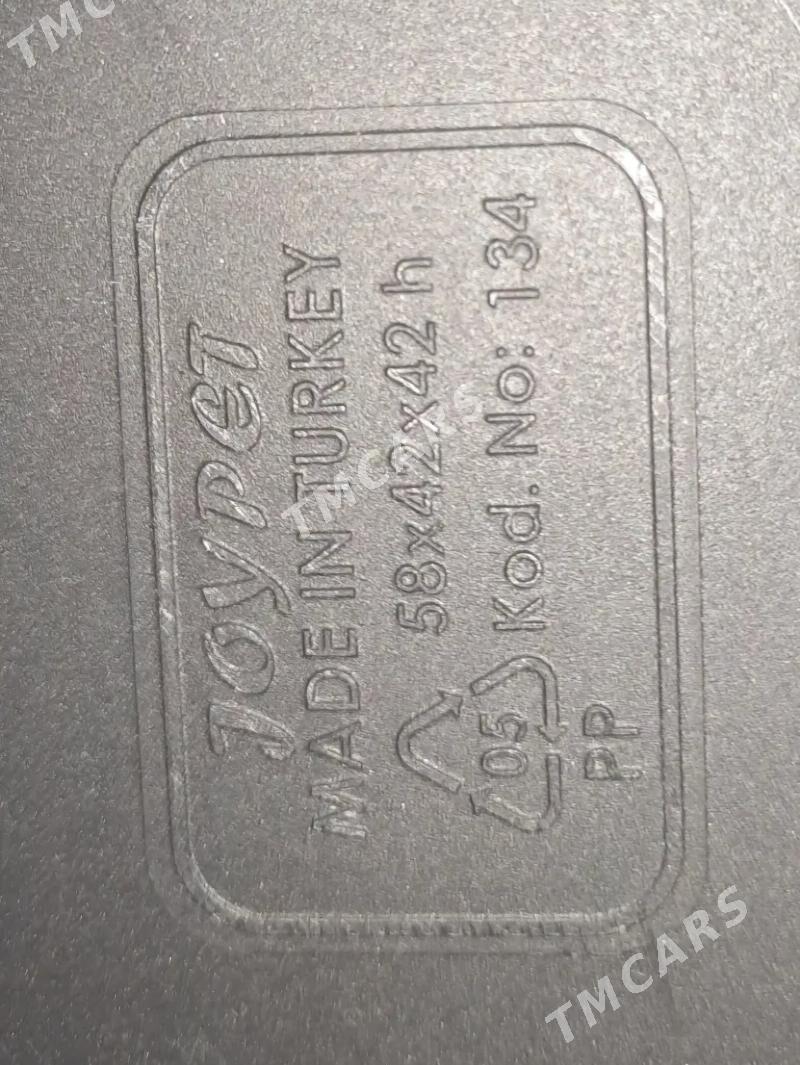 JOYPET
MADE IN TURKEY
58x42x42 h
Kod. No: 134
05
PP
TMCARS
TMCARS
TMC